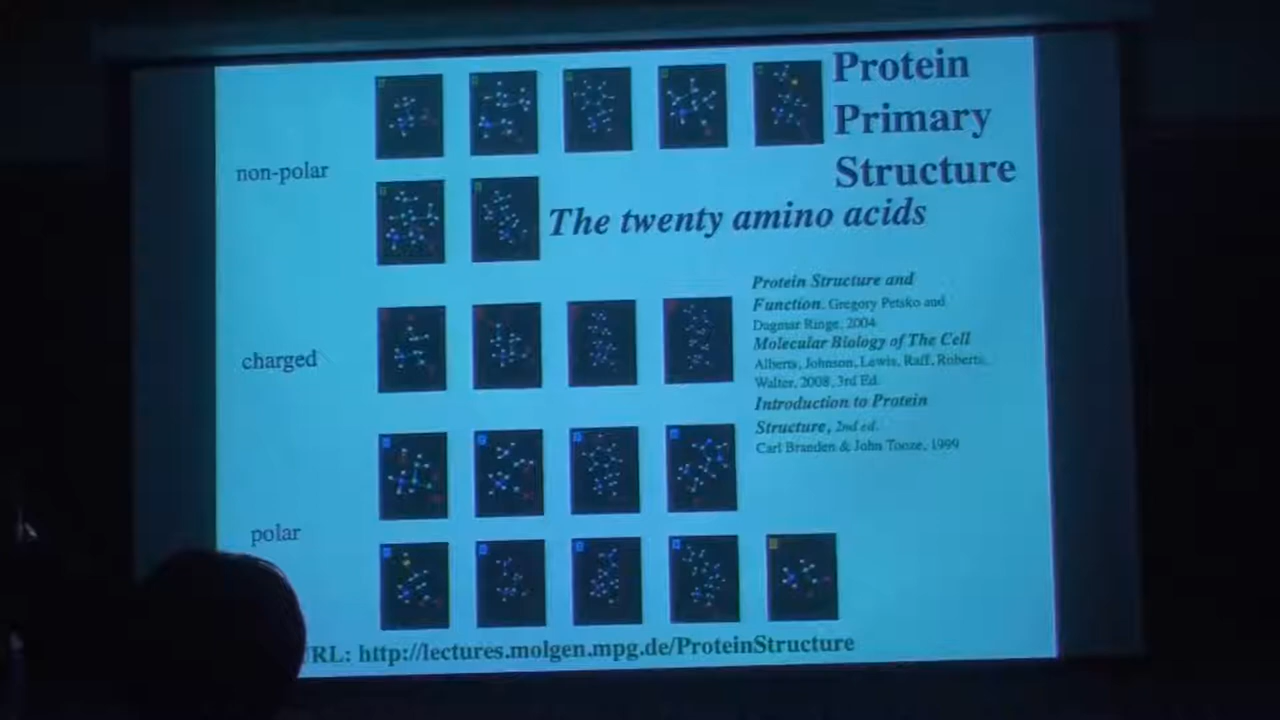 Protein
Primary
Structure
non-polar
The twenty amino acids
Protein Structure and
Function. Gregory Petsko and
Dagmar Ringe, 2004
Molecular Biology of The Cell
Alberts, Johnson, Lewis, Raff, Roberts,
Walter, 2008, 3rd Ed.
Introduction to Protein
Structure, 2nd ed.
Carl Branden & John Tooze, 1999
charged
polar
RL: http://lectures.molgen.mpg.de/ProteinStructure